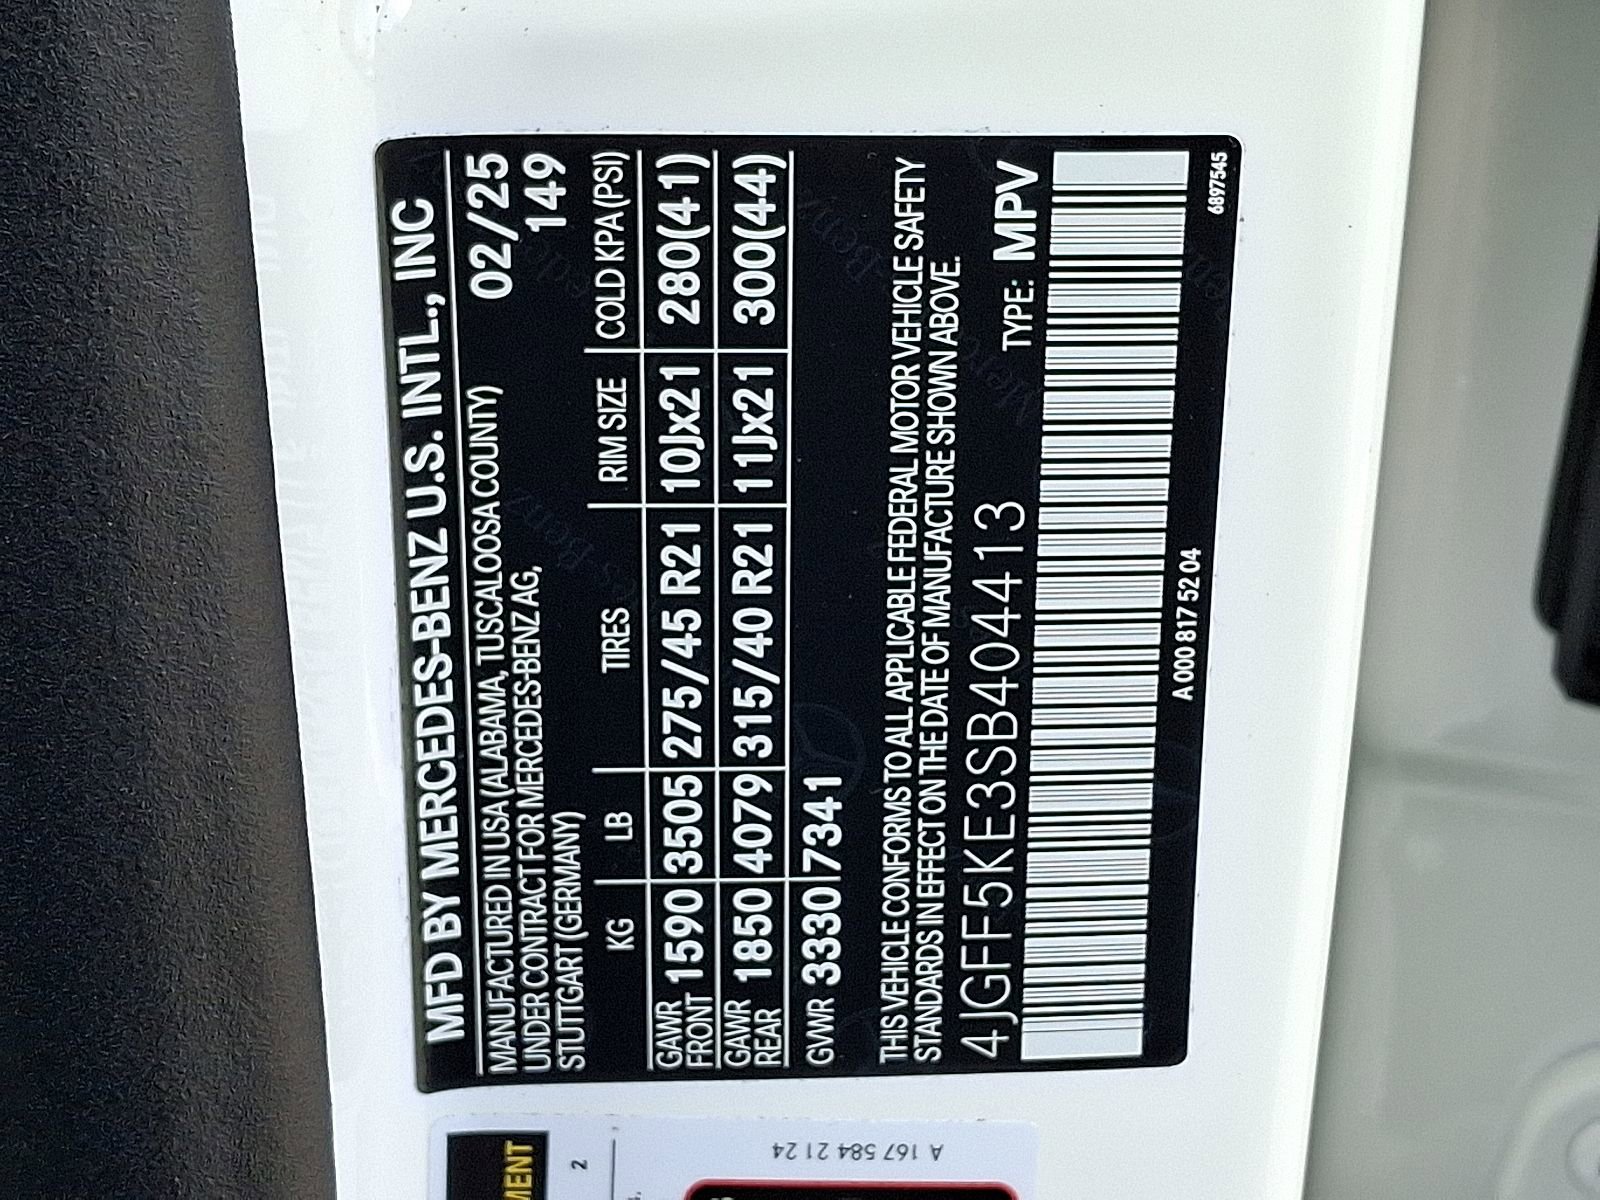 MFD BY MERCEDES-BENZ U.S. INTL., INC
MANUFACTURED IN USA (ALABAMA, TUSCALOOSA COUNTY) 02/25
UNDER CONTRACT FOR MERCEDES-BENZ AG, 149
STUTTGART (GERMANY)
KG LB TIRES RIM SIZE COLD KPA (PSI)
GAWR FRONT 1590 3505 275/45 R21 10Jx21 280(41)
GAWR REAR 1850 4079 315/40 R21 11Jx21 300(44)
GVWR 3330 7341
THIS VEHICLE CONFORMS TO ALL APPLICABLE FEDERAL MOTOR VEHICLE SAFETY
STANDARDS IN EFFECT ON THE DATE OF MANUFACTURE SHOWN ABOVE.
4JGFF5KE3SB404413 TYPE: MPV
A 000 817 52 04
6897545
MENT
2
A 167 584 21 24